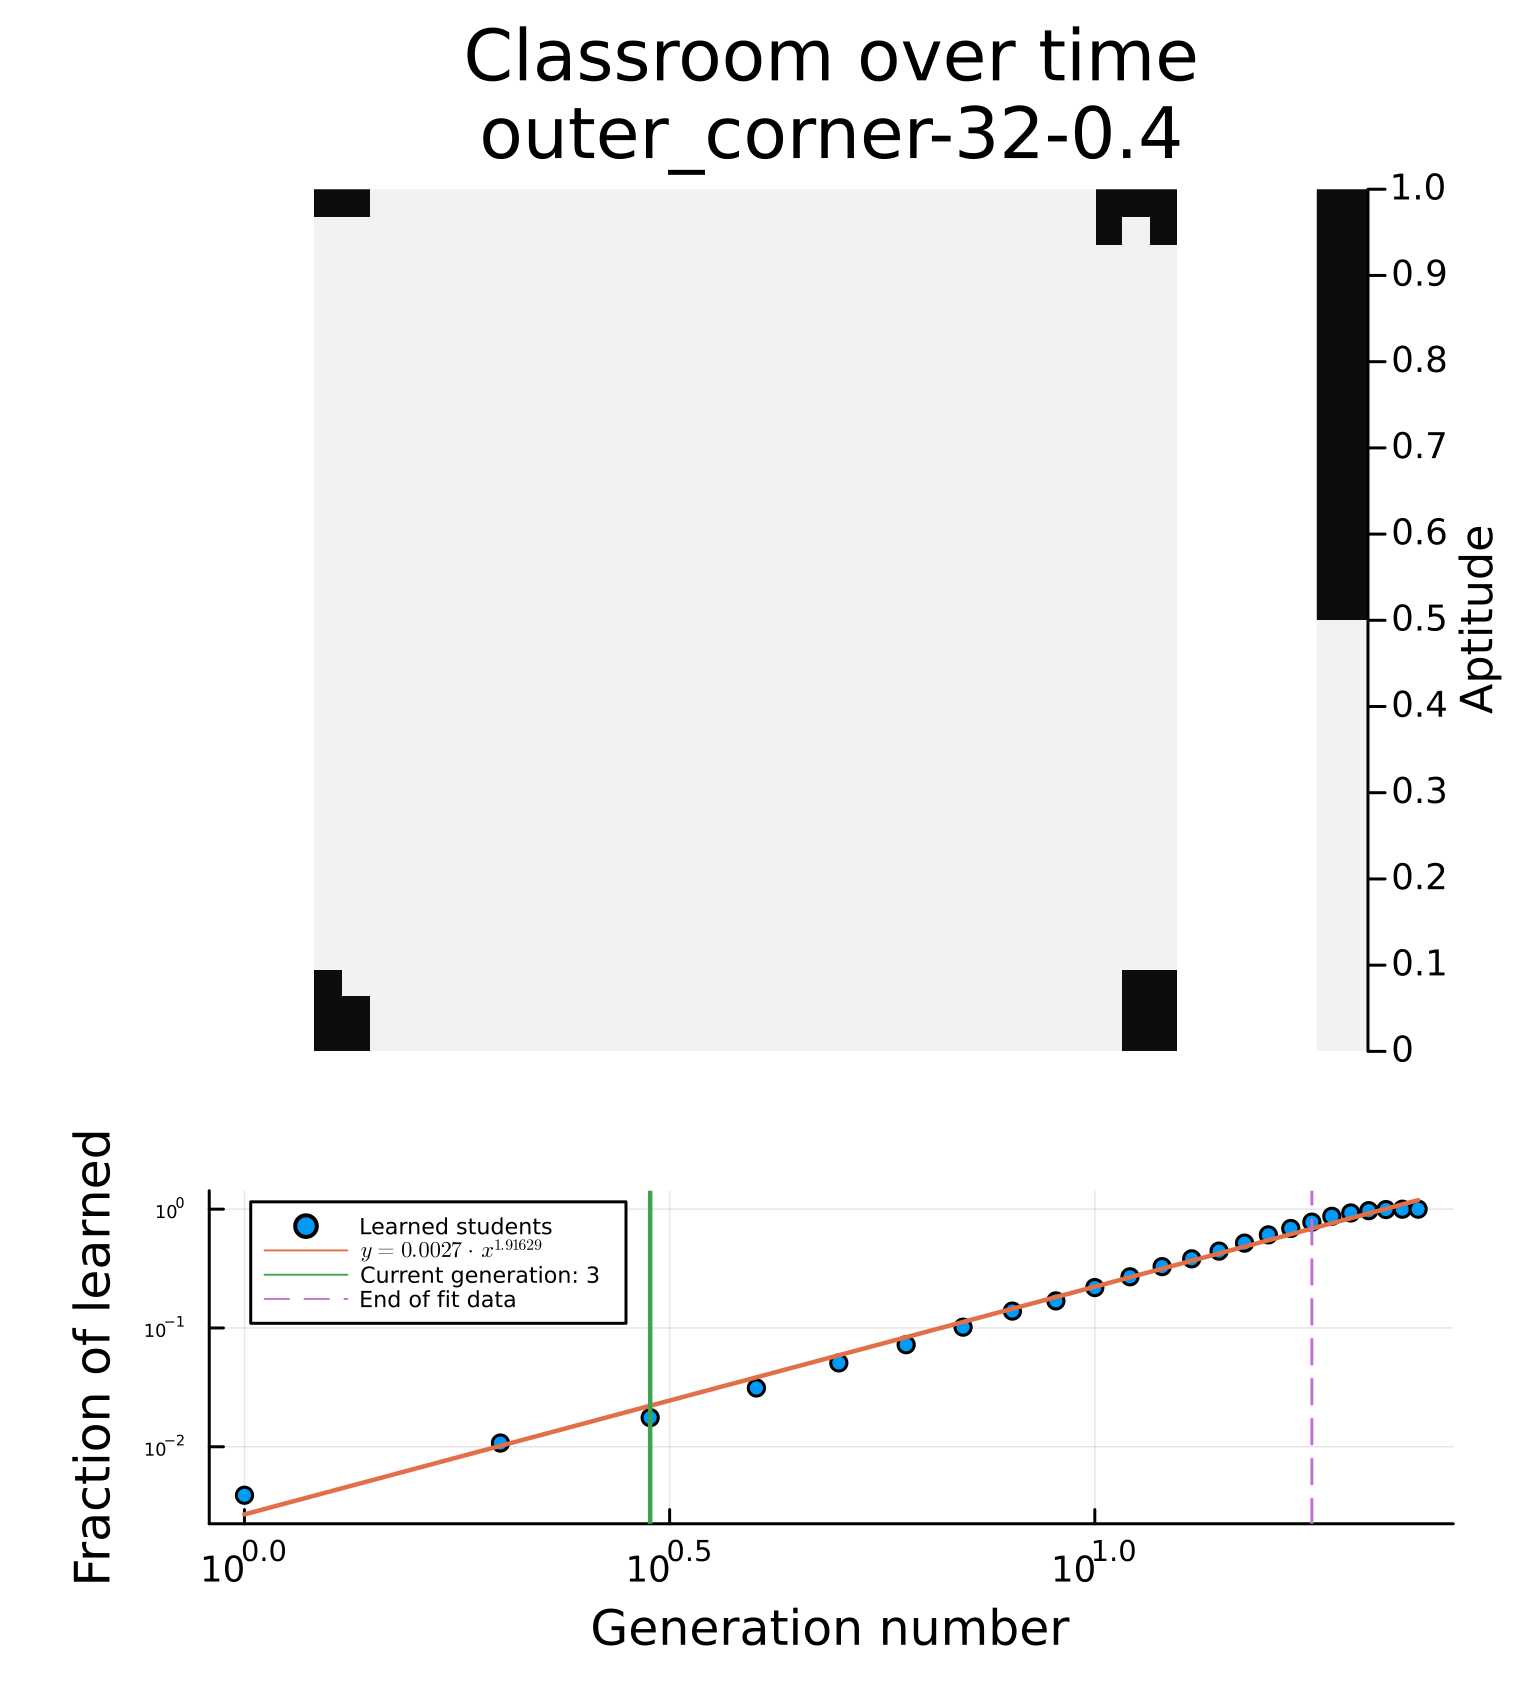 Classroom over time
outer_corner-32-0.4
1.0
0.9
0.8
0.7
0.6
0.5
0.4
0.3
0.2
0.1
0
Aptitude
Fraction of learned
10^0
10^-1
10^-2
Learned students
y = 0.0027 · x^1.91629
Current generation: 3
End of fit data
10^0.0
10^0.5
10^1.0
Generation number